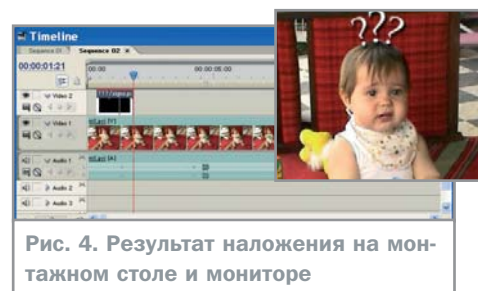 Timeline
Sequence 01 Sequence 02
00:00:01:21
00:00 00:00:05:00
Video 2
Video 1
Audio 1
Audio 2
Audio 3
???
Рис. 4. Результат наложения на мон-
тажном столе и мониторе